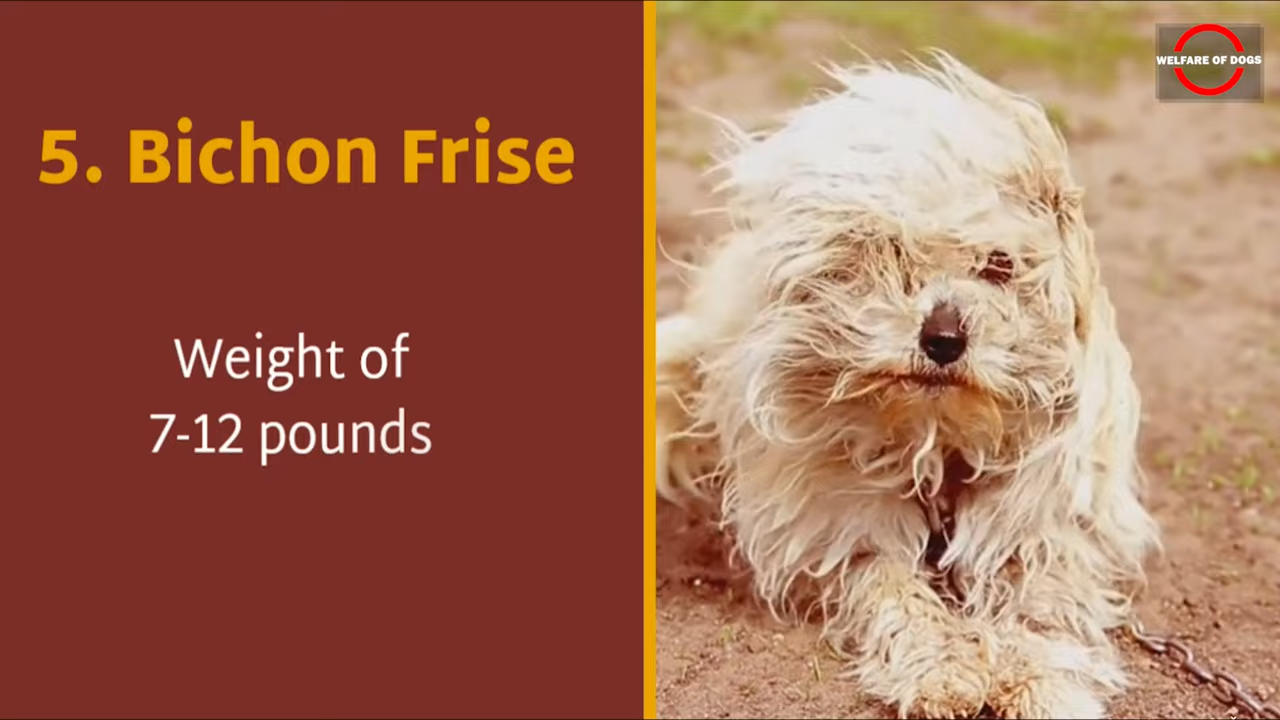 5. Bichon Frise
Weight of
7-12 pounds
WELFARE OF DOGS